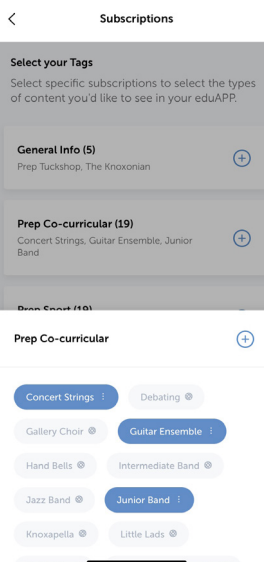 Subscriptions
Select your Tags
Select specific subscriptions to select the types
of content you'd like to see in your eduAPP.
General Info (5)
Prep Tuckshop, The Knoxonian
Prep Co-curricular (19)
Concert Strings, Guitar Ensemble, Junior
Band
Prep Sport (19)
Prep Co-curricular
Concert Strings
Debating
Gallery Choir
Guitar Ensemble
Hand Bells
Intermediate Band
Jazz Band
Junior Band
Knoxapella
Little Lads